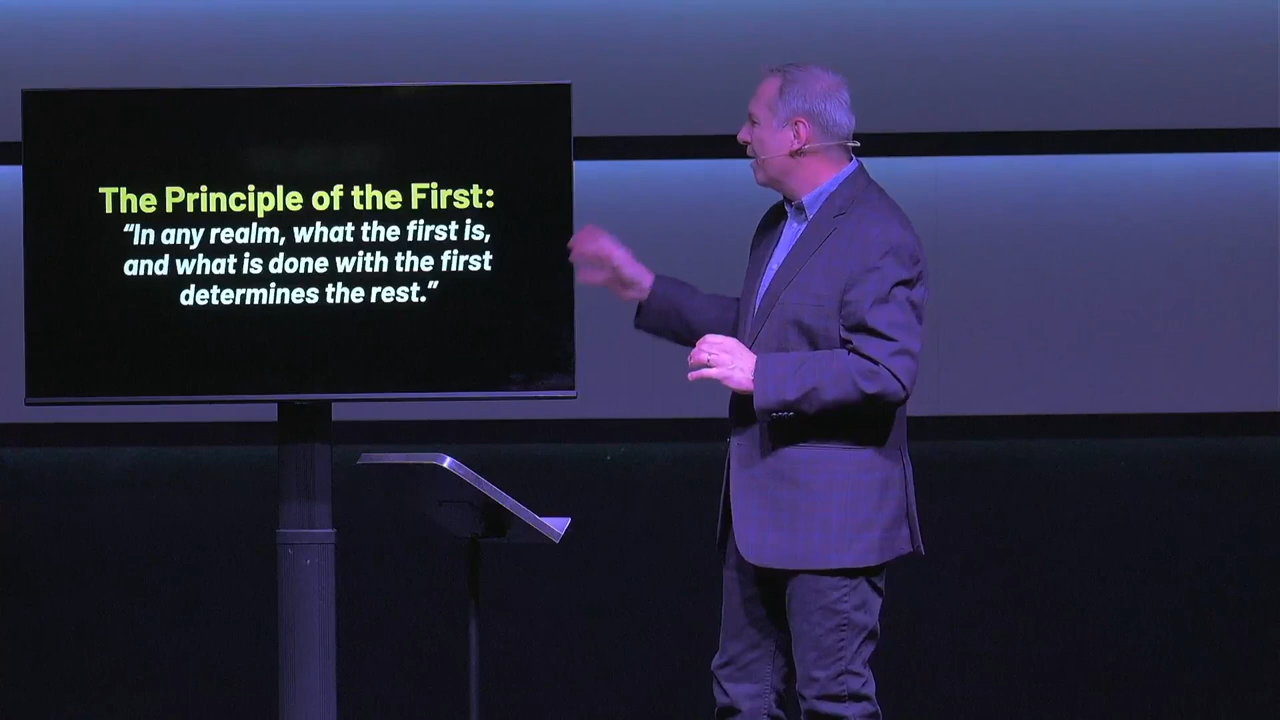 The Principle of the First:
“In any realm, what the first is,
and what is done with the first
determines the rest.”